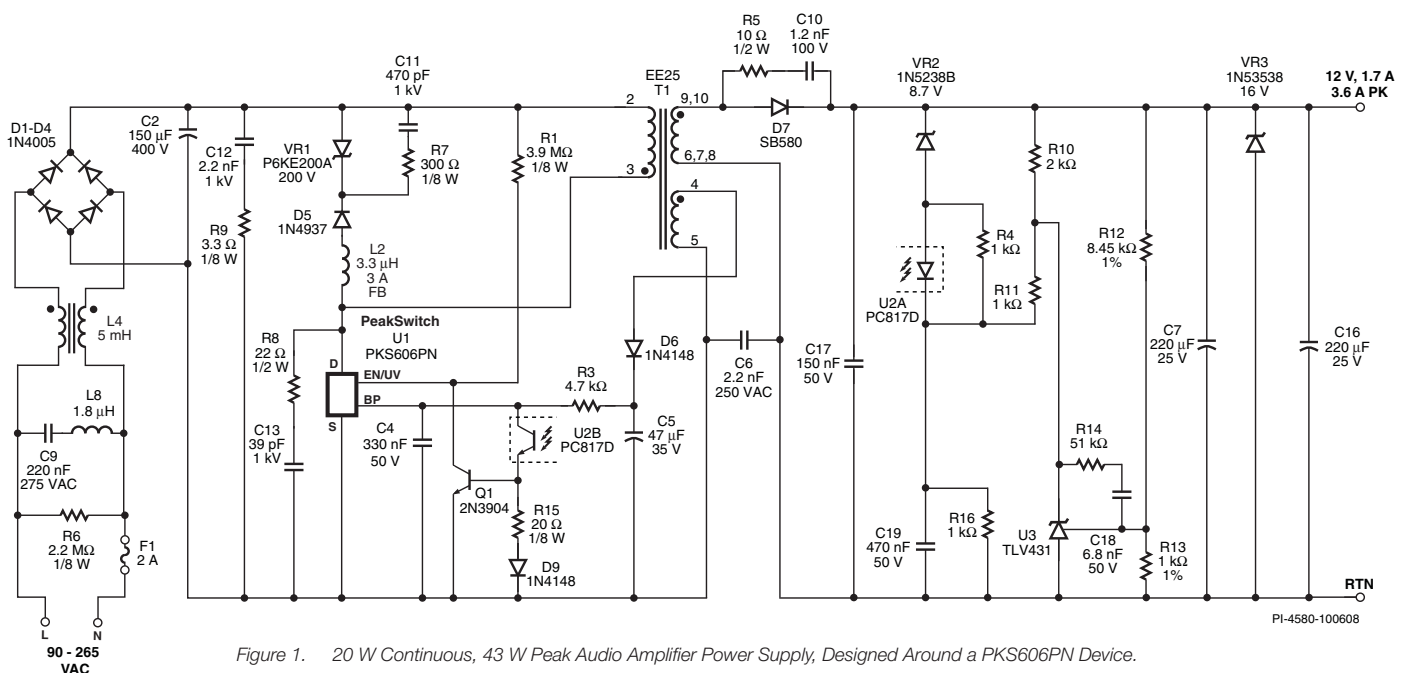 R5
10 Ω
1/2 W
C10
1.2 nF
100 V
C11
470 pF
1 kV
EE25
T1
VR2
1N5238B
8.7 V
VR3
1N53538
16 V
12 V, 1.7 A
3.6 A PK
2
9,10
D7
SB580
D1-D4
1N4005
C2
150 µF
400 V
C12
2.2 nF
1 kV
VR1
P6KE200A
200 V
R7
300 Ω
1/8 W
R1
3.9 MΩ
1/8 W
R10
2 kΩ
3
6,7,8
4
5
D5
1N4937
R9
3.3 Ω
1/8 W
L2
3.3 µH
3 A
FB
R4
1 kΩ
R12
8.45 kΩ
1%
U2A
PC817D
R11
1 kΩ
L4
5 mH
PeakSwitch
U1
PKS606PN
R8
22 Ω
1/2 W
D
EN/UV
BP
S
D6
1N4148
C6
2.2 nF
250 VAC
C17
150 nF
50 V
C7
220 µF
25 V
C16
220 µF
25 V
R3
4.7 kΩ
L8
1.8 µH
C9
220 nF
275 VAC
C13
39 pF
1 kV
C4
330 nF
50 V
U2B
PC817D
C5
47 µF
35 V
R14
51 kΩ
Q1
2N3904
R15
20 Ω
1/8 W
R6
2.2 MΩ
1/8 W
F1
2 A
C19
470 nF
50 V
R16
1 kΩ
U3
TLV431
C18
6.8 nF
50 V
R13
1 kΩ
1%
D9
1N4148
RTN
L
N
90 - 265
VAC
PI-4580-100608
Figure 1. 20 W Continuous, 43 W Peak Audio Amplifier Power Supply, Designed Around a PKS606PN Device.